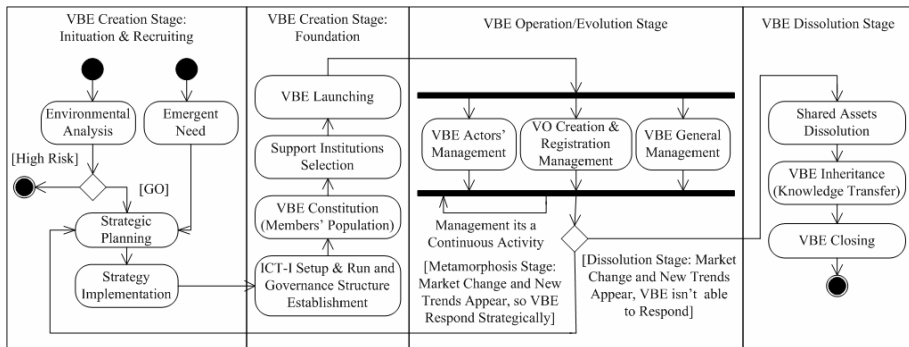 VBE Creation Stage:
Inituation & Recruiting
Environmental
Analysis
Emergent
Need
[High Risk]
[GO]
Strategic
Planning
Strategy
Implementation
VBE Creation Stage:
Foundation
VBE Launching
Support Institutions
Selection
VBE Constitution
(Members' Population)
ICT-I Setup & Run and
Governance Structure
Establishment
VBE Operation/Evolution Stage
VBE Actors'
Management
VO Creation &
Registration
Management
VBE General
Management
Management its a
Continuous Activity
[Metamorphosis Stage:
Market Change and New
Trends Appear, so VBE
Respond Strategically]
[Dissolution Stage: Market
Change and New Trends
Appear, VBE isn't able
to Respond]
VBE Dissolution Stage
Shared Assets
Dissolution
VBE Inheritance
(Knowledge Transfer)
VBE Closing